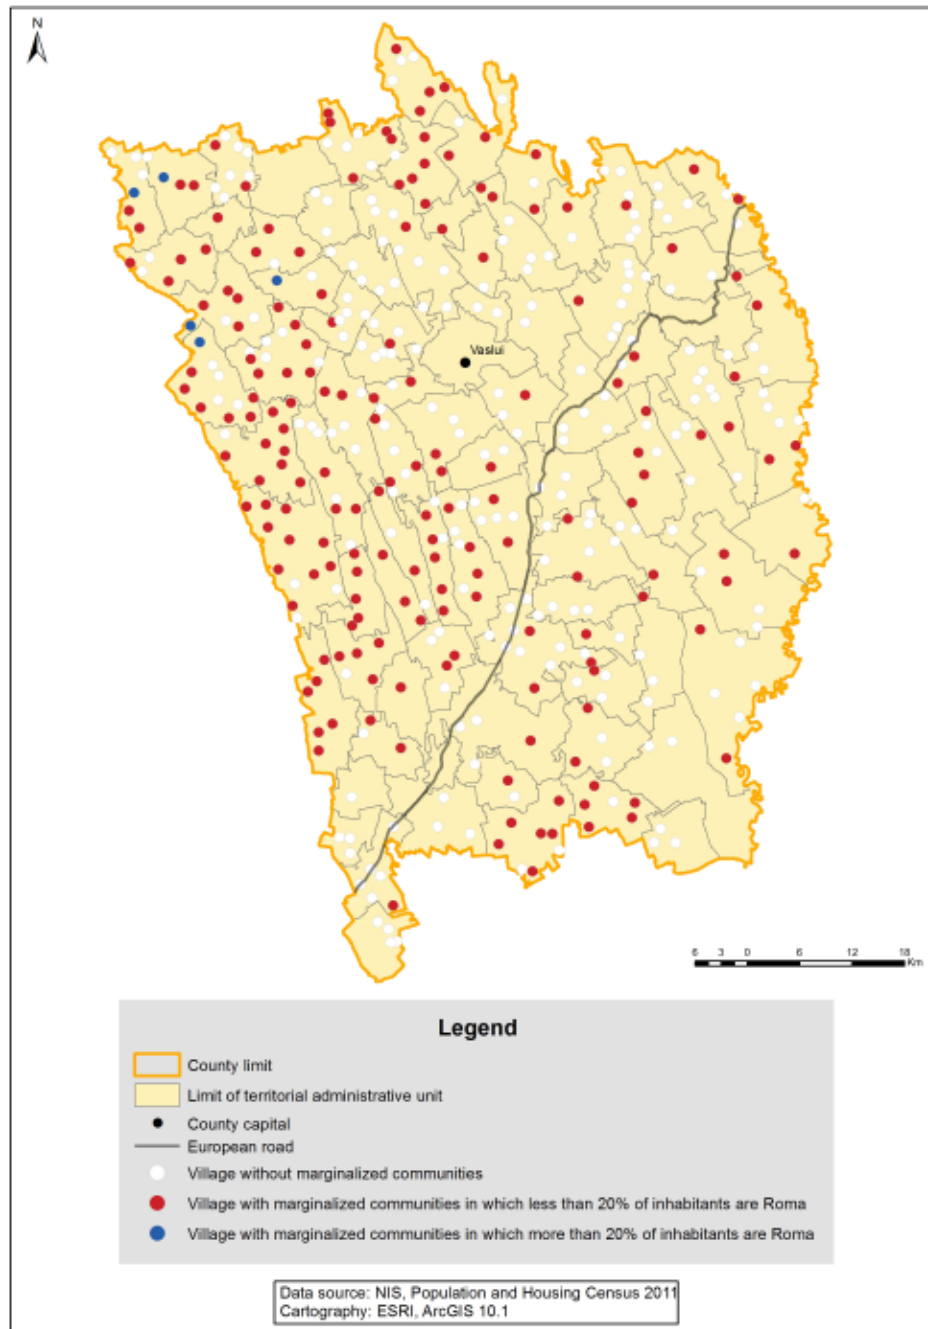 N
Vaslui
6 3 0 6 12 18
Km
Legend
County limit
Limit of territorial administrative unit
County capital
European road
Village without marginalized communities
Village with marginalized communities in which less than 20% of inhabitants are Roma
Village with marginalized communities in which more than 20% of inhabitants are Roma
Data source: NIS, Population and Housing Census 2011
Cartography: ESRI, ArcGIS 10.1